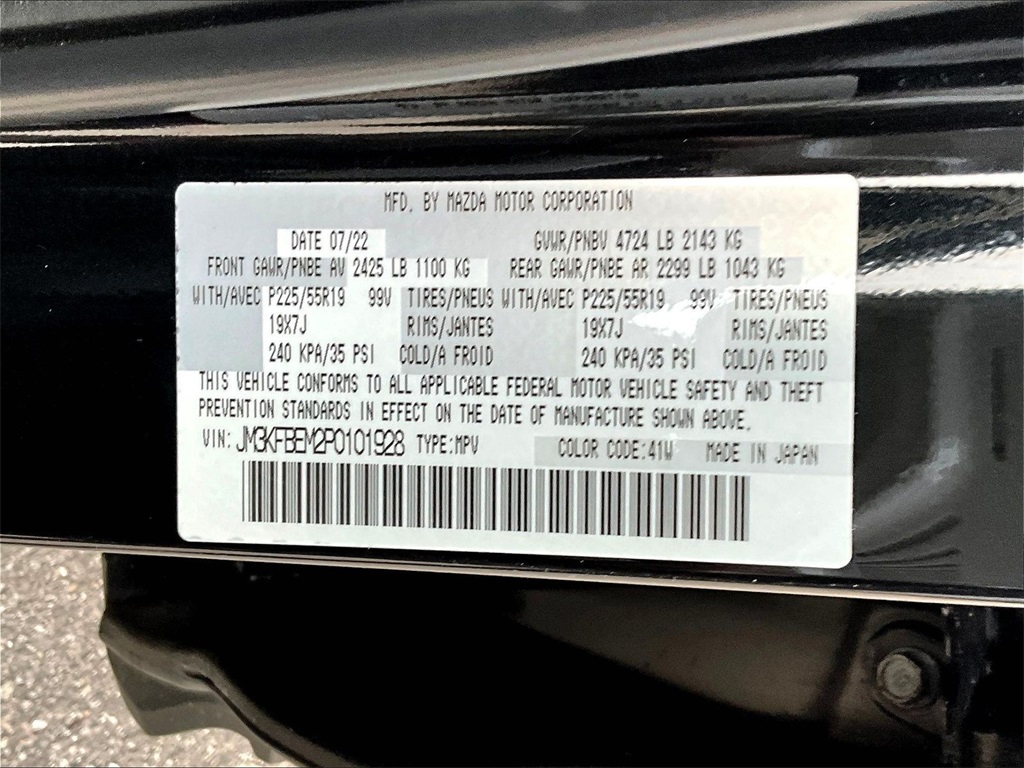 MFD. BY MAZDA MOTOR CORPORATION
DATE 07/22 GVWR/PNBV 4724 LB 2143 KG
FRONT GAWR/PNBE AV 2425 LB 1100 KG REAR GAWR/PNBE AR 2299 LB 1043 KG
WITH/AVEC P225/55R19 99V TIRES/PNEUS WITH/AVEC P225/55R19 99V TIRES/PNEUS
19X7J RIMS/JANTES 19X7J RIMS/JANTES
240 KPA/35 PSI COLD/A FROID 240 KPA/35 PSI COLD/A FROID
THIS VEHICLE CONFORMS TO ALL APPLICABLE FEDERAL MOTOR VEHICLE SAFETY AND THEFT
PREVENTION STANDARDS IN EFFECT ON THE DATE OF MANUFACTURE SHOWN ABOVE.
VIN: JM3KFBEM2P0101928 TYPE:MPV COLOR CODE:41W MADE IN JAPAN